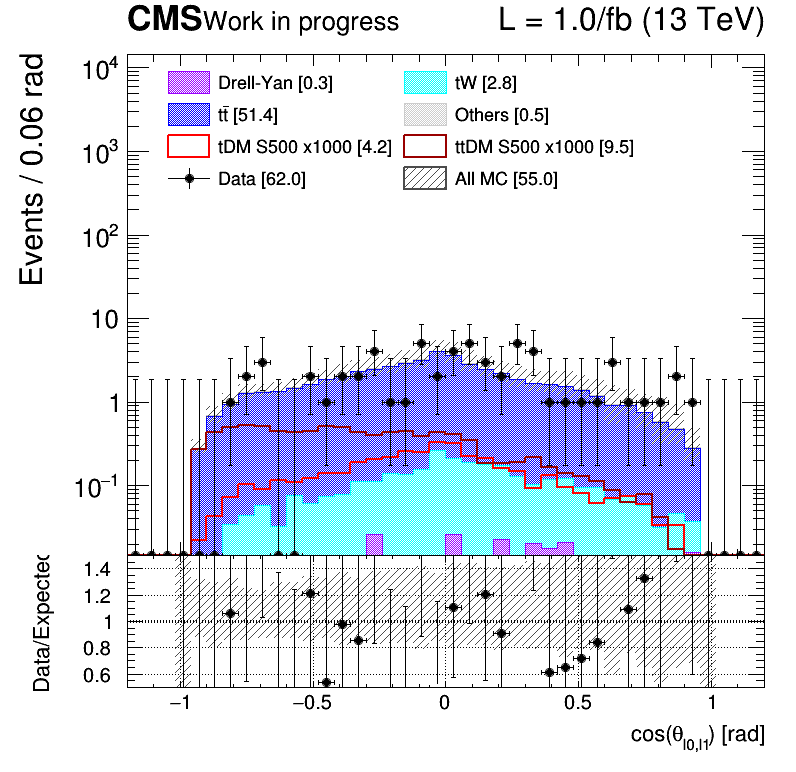 CMS Work in progress L = 1.0/fb (13 TeV)
Events / 0.06 rad
10⁴
10³
10²
10
1
10⁻¹
Drell-Yan [0.3] tW [2.8]
tt̄ [51.4] Others [0.5]
tDM S500 x1000 [4.2] ttDM S500 x1000 [9.5]
Data [62.0] All MC [55.0]
Data/Expected
1.4
1.2
1
0.8
0.6
−1 −0.5 0 0.5 1
cos(θ_{l0,l1}) [rad]